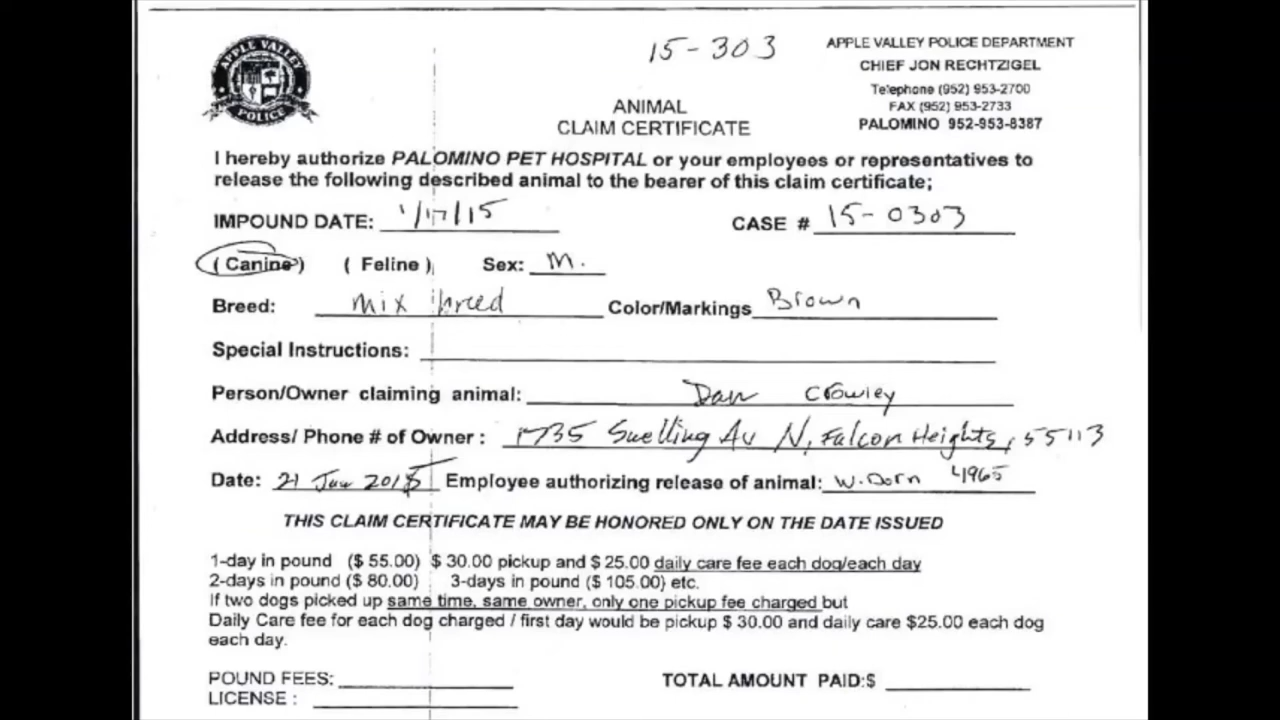 15-303
APPLE VALLEY POLICE DEPARTMENT
CHIEF JON RECHTZIGEL
Telephone (952) 953-2700
FAX (952) 953-2733
PALOMINO 952-953-8387
APPLE VALLEY
POLICE
ANIMAL
CLAIM CERTIFICATE
I hereby authorize PALOMINO PET HOSPITAL or your employees or representatives to
release the following described animal to the bearer of this claim certificate;
IMPOUND DATE: 1/17/15 CASE # 15-0303
(Canine) (Feline) Sex: M.
Breed: Mix breed Color/Markings Brown
Special Instructions:
Person/Owner claiming animal: Dan Crowley
Address/ Phone # of Owner : 1735 Snelling Av N, Falcon Heights, 55113
Date: 21 Jan 2015 Employee authorizing release of animal: W. Dorn 4965
THIS CLAIM CERTIFICATE MAY BE HONORED ONLY ON THE DATE ISSUED
1-day in pound ($ 55.00) $ 30.00 pickup and $ 25.00 daily care fee each dog/each day
2-days in pound ($ 80.00) 3-days in pound ($ 105.00) etc.
If two dogs picked up same time, same owner, only one pickup fee charged but
Daily Care fee for each dog charged / first day would be pickup $ 30.00 and daily care $25.00 each dog
each day.
POUND FEES: TOTAL AMOUNT PAID:$
LICENSE :